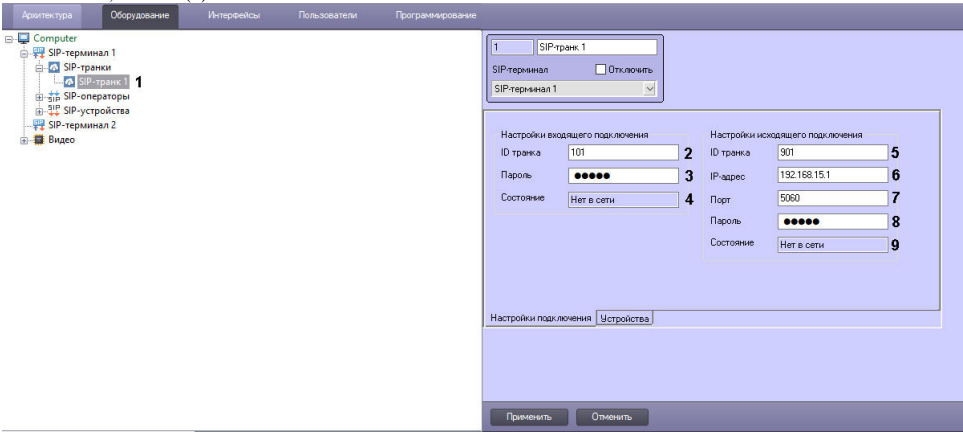 Архитектура Оборудование Интерфейсы Пользователи Программирование
Computer
SIP-терминал 1
SIP-транки
SIP-транк 1 1
SIP-операторы
SIP-устройства
SIP-терминал 2
Видео
1 SIP-транк 1
SIP-терминал Отключить
SIP-терминал 1
Настройки входящего подключения
ID транка 101 2
Пароль ●●●●● 3
Состояние Нет в сети 4
Настройки исходящего подключения
ID транка 901 5
IP-адрес 192.168.15.1 6
Порт 5060 7
Пароль ●●●●● 8
Состояние Нет в сети 9
Настройки подключения Устройства
Применить Отменить